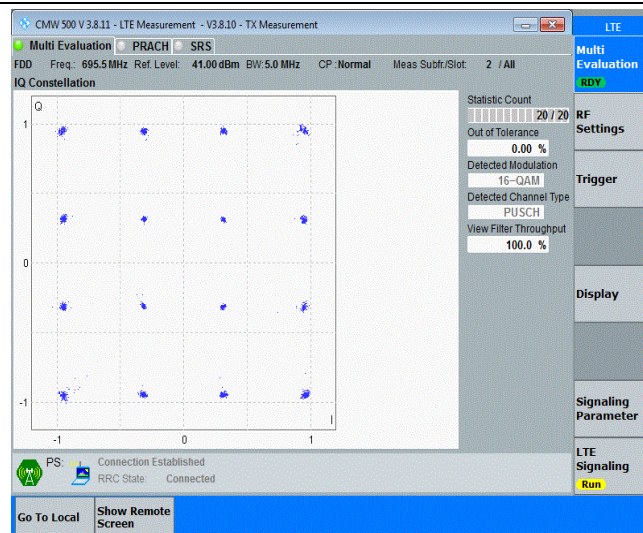 CMW 500 V 3.8.11 - LTE Measurement - V3.8.10 - TX Measurement
LTE
Multi Evaluation PRACH SRS
FDD Freq.: 695.5 MHz Ref. Level: 41.00 dBm BW: 5.0 MHz CP : Normal Meas Subfr./Slot: 2 / All
IQ Constellation
Q
1
0
-1
-1 0 1
I
Statistic Count
20 / 20
Out of Tolerance
0.00 %
Detected Modulation
16-QAM
Detected Channel Type
PUSCH
View Filter Throughput
100.0 %
PS: Connection Established
RRC State: Connected
Multi
Evaluation
RDY
RF
Settings
Trigger
Display
Signaling
Parameter
LTE
Signaling
Run
Go To Local
Show Remote
Screen